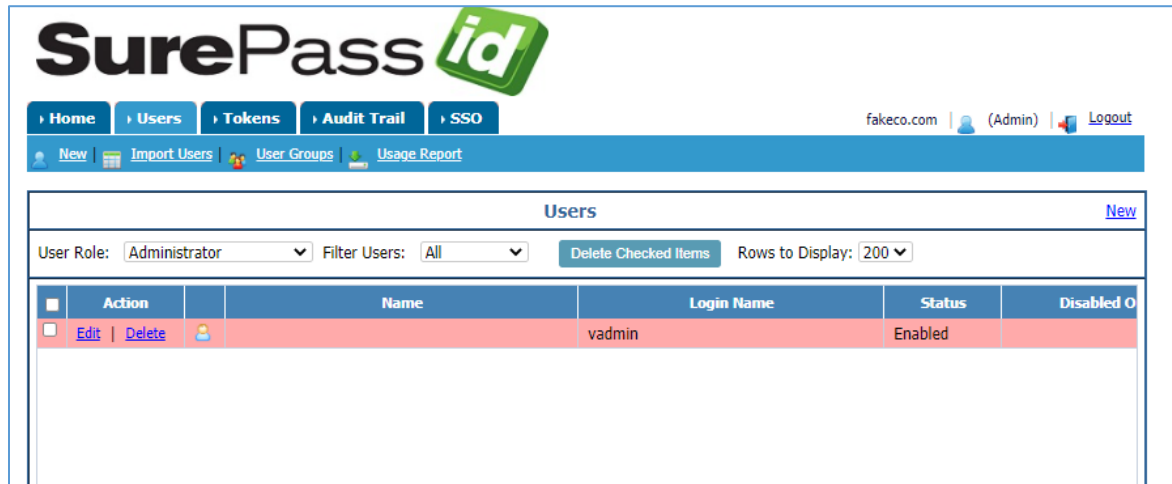 SurePassid
Home Users Tokens Audit Trail SSO fakeco.com | (Admin) | Logout
New | Import Users | User Groups | Usage Report
Users New
User Role: Administrator Filter Users: All Delete Checked Items Rows to Display: 200
Action Name Login Name Status Disabled O
Edit | Delete vadmin Enabled